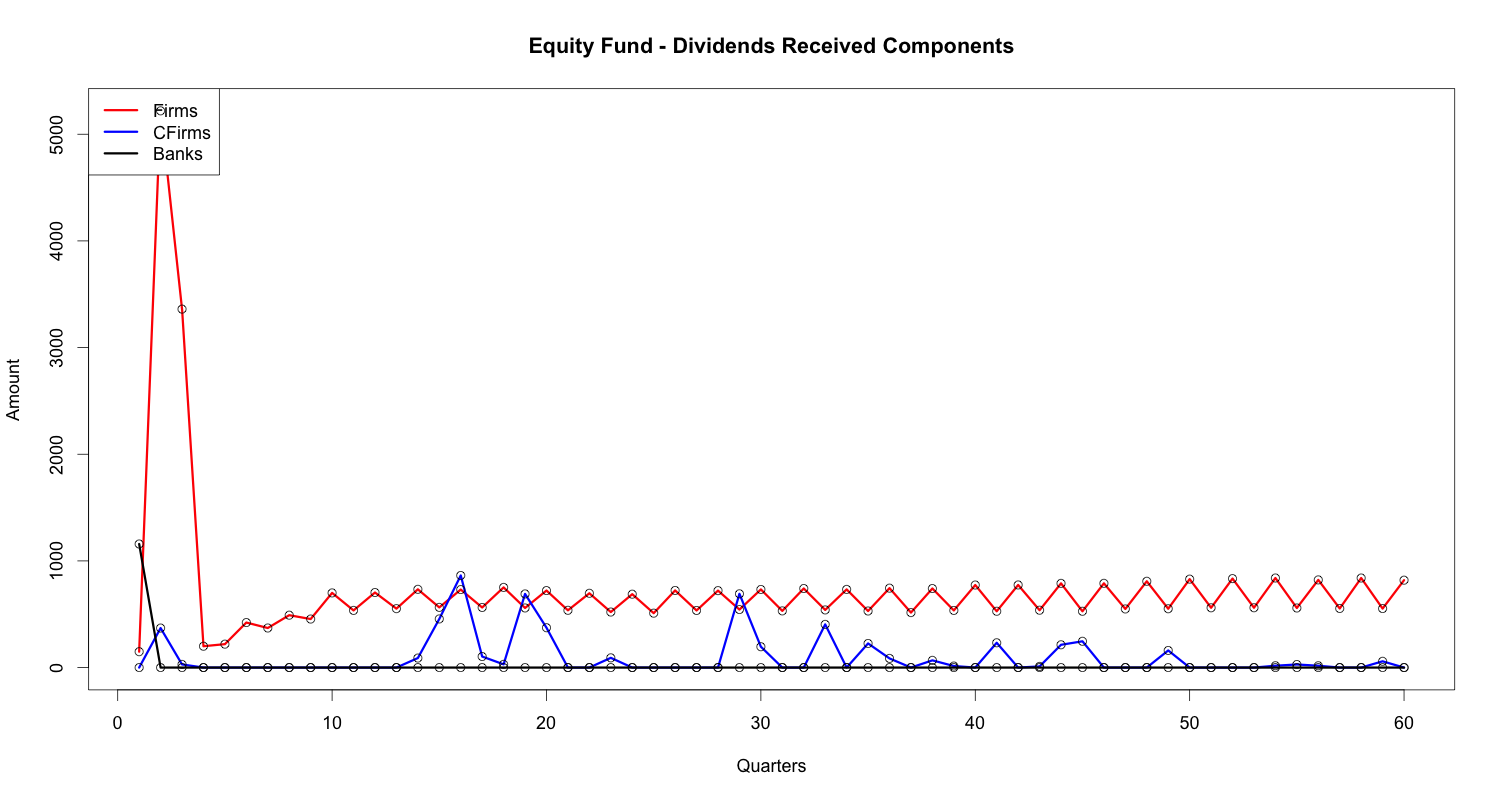 Equity Fund - Dividends Received Components
Firms
CFirms
Banks
Amount
5000
4000
3000
2000
1000
0
0 10 20 30 40 50 60
Quarters